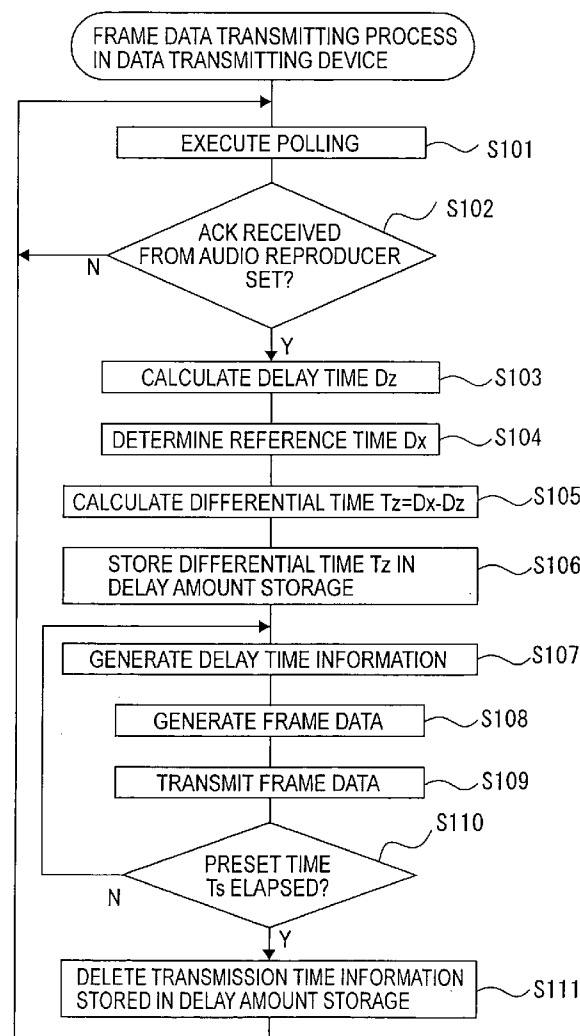 FRAME DATA TRANSMITTING PROCESS
IN DATA TRANSMITTING DEVICE
EXECUTE POLLING
S101
S102
ACK RECEIVED
FROM AUDIO REPRODUCER
SET?
N
Y
CALCULATE DELAY TIME Dz
S103
DETERMINE REFERENCE TIME Dx
S104
CALCULATE DIFFERENTIAL TIME Tz=Dx-Dz
S105
STORE DIFFERENTIAL TIME Tz IN
DELAY AMOUNT STORAGE
S106
GENERATE DELAY TIME INFORMATION
S107
GENERATE FRAME DATA
S108
TRANSMIT FRAME DATA
S109
S110
PRESET TIME
Ts ELAPSED?
N
Y
DELETE TRANSMISSION TIME INFORMATION
STORED IN DELAY AMOUNT STORAGE
S111